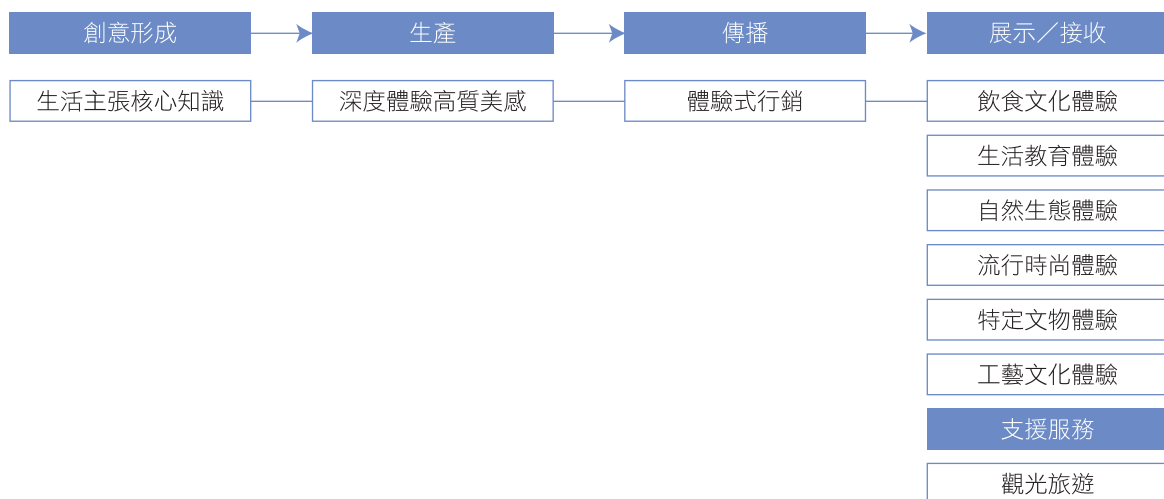 創意形成
生產
傳播
展示／接收
生活主張核心知識
深度體驗高質美感
體驗式行銷
飲食文化體驗
生活教育體驗
自然生態體驗
流行時尚體驗
特定文物體驗
工藝文化體驗
支援服務
觀光旅遊